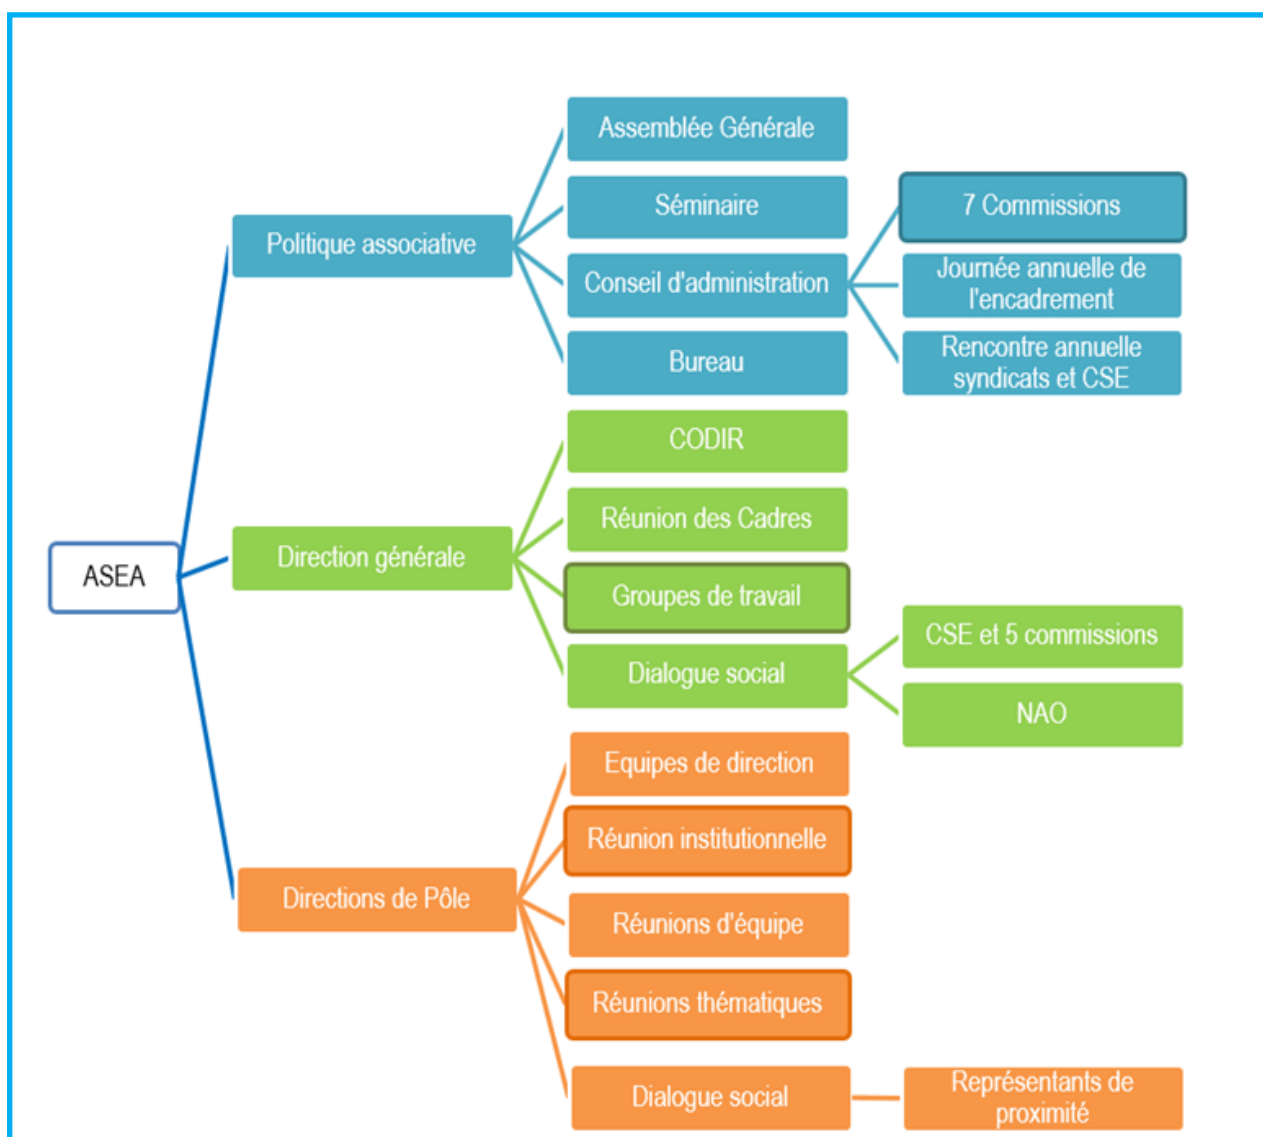 Assemblée Générale
Séminaire
7 Commissions
Politique associative
Conseil d'administration
Journée annuelle de
l'encadrement
Bureau
Rencontre annuelle
syndicats et CSE
CODIR
Réunion des Cadres
Direction générale
ASEA
Groupes de travail
CSE et 5 commissions
Dialogue social
NAO
Equipes de direction
Réunion institutionnelle
Directions de Pôle
Réunions d'équipe
Réunions thématiques
Dialogue social
Représentants de
proximité